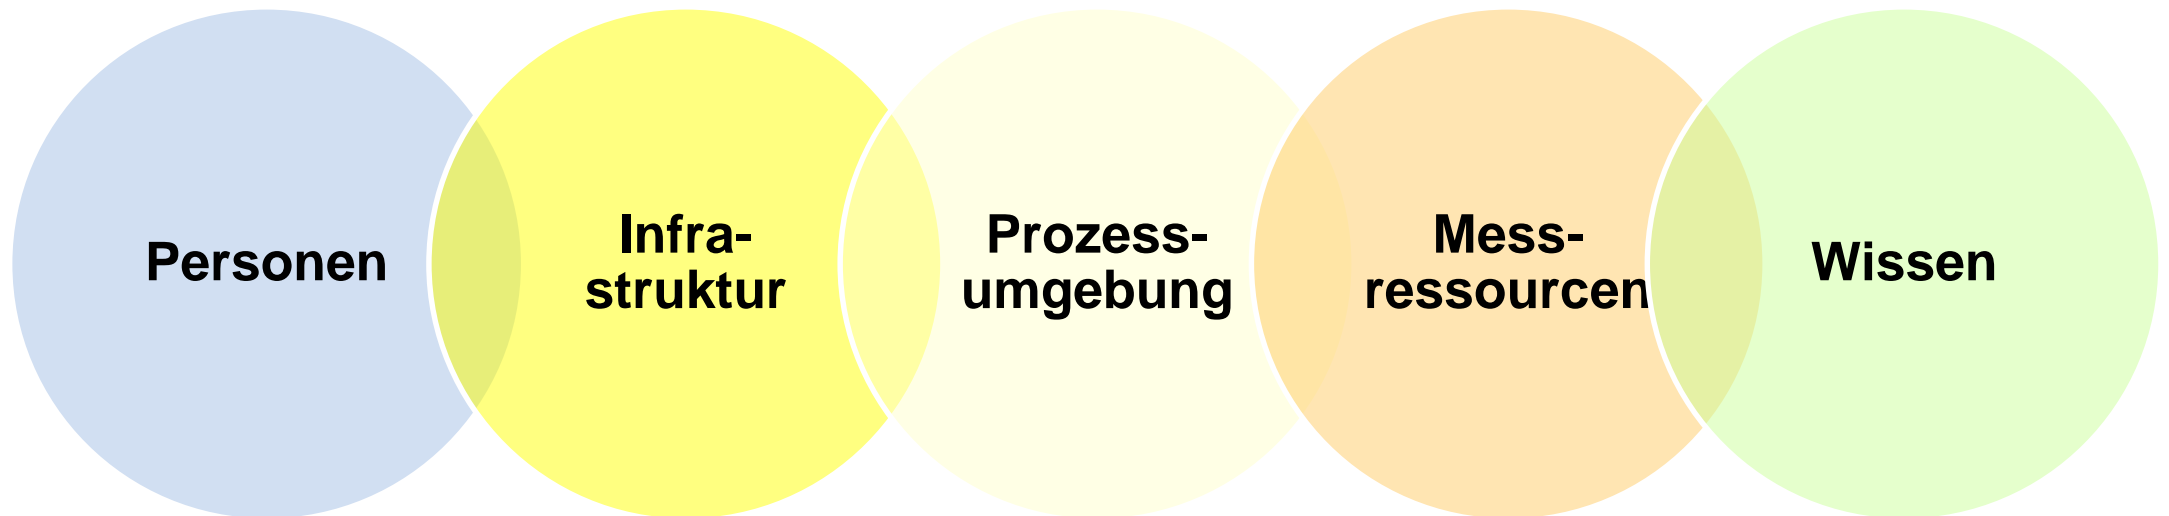 Personen
Infra-
struktur
Prozess-
umgebung
Mess-
ressourcen
Wissen